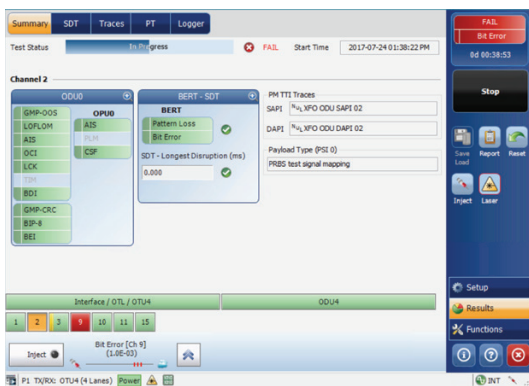 Summary SDT Traces PT Logger
Test Status In Progress FAIL Start Time 2017-07-24 01:38:22 PM
Channel 2
ODU0
GMP-OOS
LOFLOM
AIS
OCI
LCK
TIM
BDI
GMP-CRC
BIP-8
BEI
OPU0
AIS
PLM
CSF
BERT - SDT
BERT
Pattern Loss
Bit Error
SDT - Longest Disruption (ms)
0.000
PM TTI Traces
SAPI NUL XFO ODU SAPI 02
DAPI NUL XFO ODU DAPI 02
Payload Type (PSI 0)
PRBS test signal mapping
Interface / OTL / OTU4 ODU4
1 2 3 9 10 11 15
Inject
Bit Error [Ch 9]
(1.0E-03)
P1 TX/RX: OTU4 (4 Lanes) Power
FAIL
Bit Error
8d 00:38:53
Stop
Save
Load
Report
Reset
Inject
Laser
Setup
Results
Functions
INT